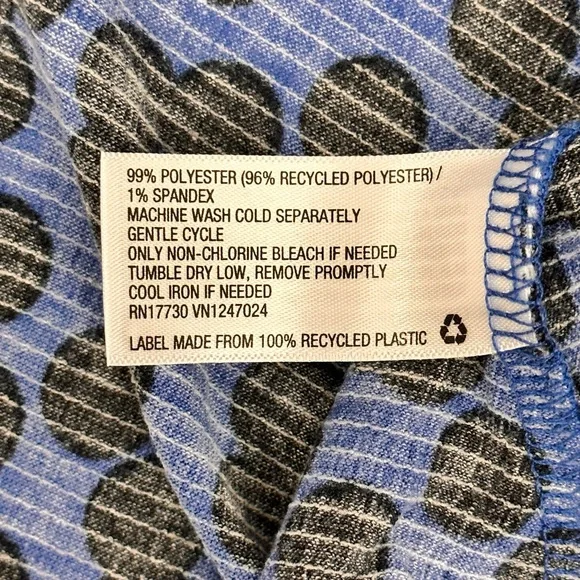 99% POLYESTER (96% RECYCLED POLYESTER) /
1% SPANDEX
MACHINE WASH COLD SEPARATELY
GENTLE CYCLE
ONLY NON-CHLORINE BLEACH IF NEEDED
TUMBLE DRY LOW, REMOVE PROMPTLY
COOL IRON IF NEEDED
RN17730 VN1247024
LABEL MADE FROM 100% RECYCLED PLASTIC